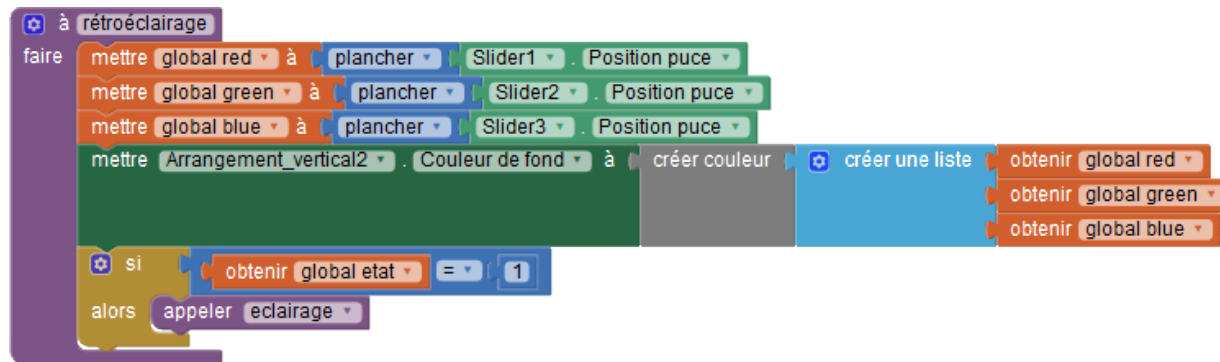 à rétroéclairage
faire mettre global red à plancher Slider1 . Position puce
mettre global green à plancher Slider2 . Position puce
mettre global blue à plancher Slider3 . Position puce
mettre Arrangement_vertical2 . Couleur de fond à créer couleur créer une liste obtenir global red
obtenir global green
obtenir global blue
si obtenir global etat = 1
alors appeler eclairage